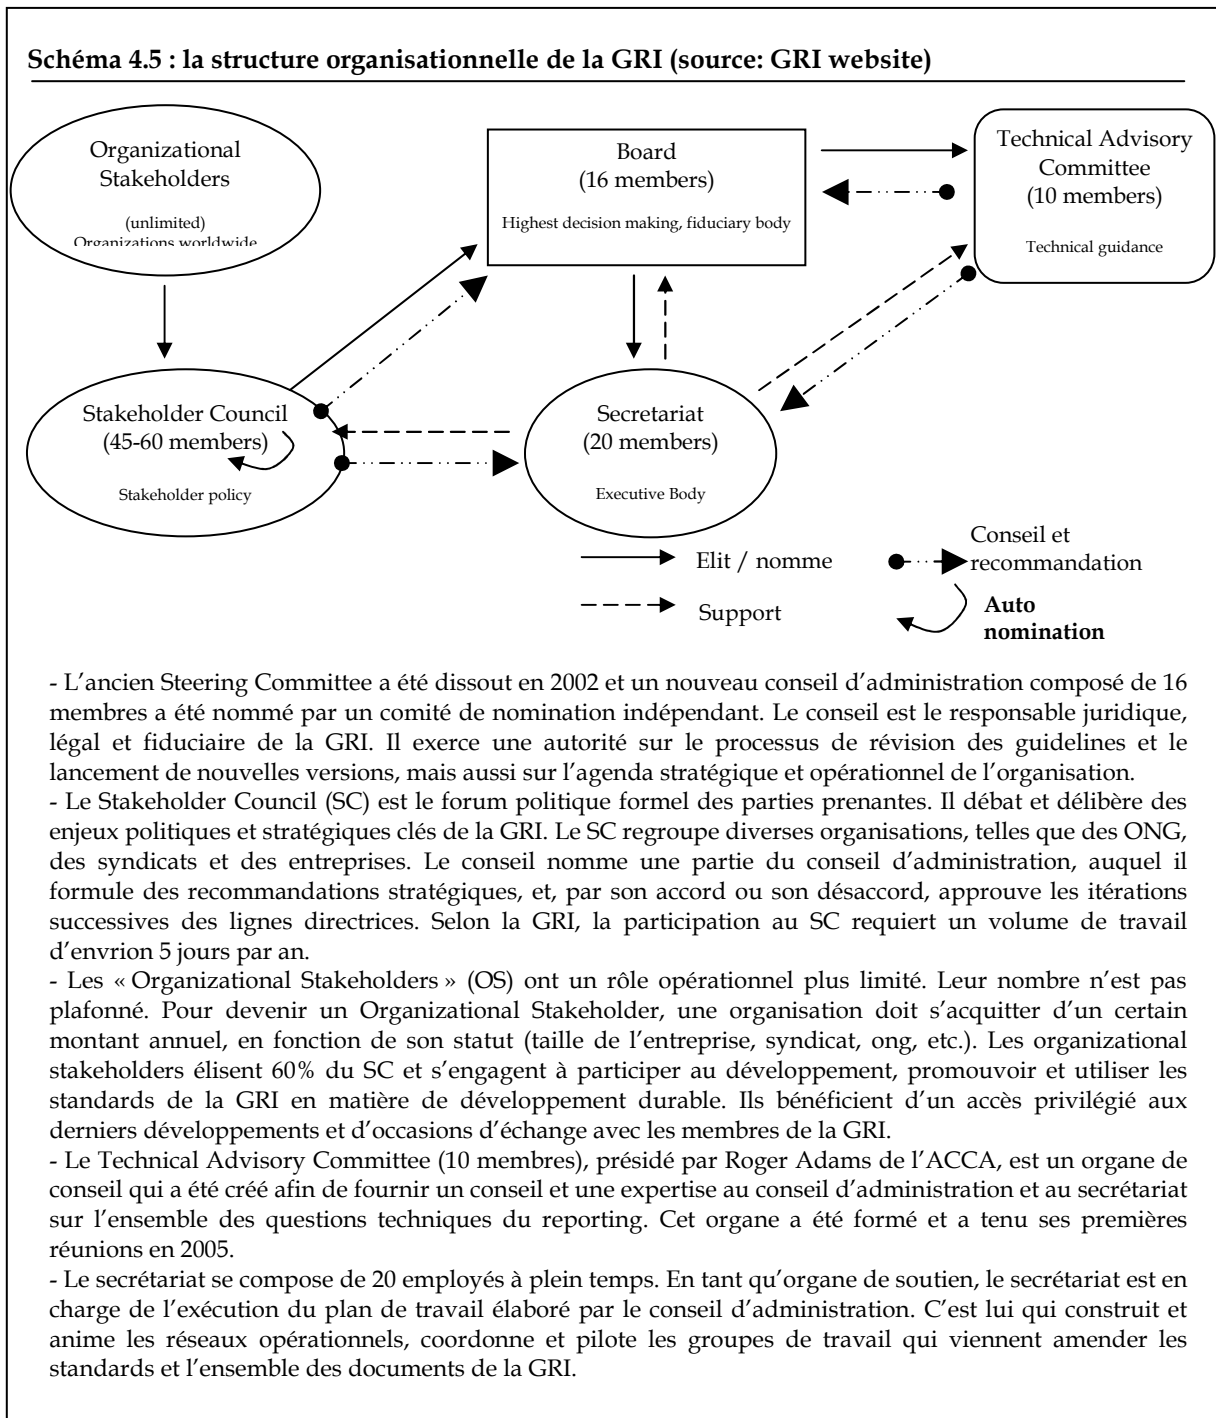 Schéma 4.5 : la structure organisationnelle de la GRI (source: GRI website)
Organizational
Stakeholders
(unlimited)
Organizations worldwide
Board
(16 members)
Highest decision making, fiduciary body
Technical Advisory
Committee
(10 members)
Technical guidance
Stakeholder Council
(45-60 members)
Stakeholder policy
Secretariat
(20 members)
Executive Body
Elit / nomme
Support
Conseil et
recommandation
Auto
nomination
- L’ancien Steering Committee a été dissout en 2002 et un nouveau conseil d’administration composé de 16
membres a été nommé par un comité de nomination indépendant. Le conseil est le responsable juridique,
légal et fiduciaire de la GRI. Il exerce une autorité sur le processus de révision des guidelines et le
lancement de nouvelles versions, mais aussi sur l’agenda stratégique et opérationnel de l’organisation.
- Le Stakeholder Council (SC) est le forum politique formel des parties prenantes. Il débat et délibère des
enjeux politiques et stratégiques clés de la GRI. Le SC regroupe diverses organisations, telles que des ONG,
des syndicats et des entreprises. Le conseil nomme une partie du conseil d’administration, auquel il
formule des recommandations stratégiques, et, par son accord ou son désaccord, approuve les itérations
successives des lignes directrices. Selon la GRI, la participation au SC requiert un volume de travail
d’envrion 5 jours par an.
- Les « Organizational Stakeholders » (OS) ont un rôle opérationnel plus limité. Leur nombre n’est pas
plafonné. Pour devenir un Organizational Stakeholder, une organisation doit s’acquitter d’un certain
montant annuel, en fonction de son statut (taille de l’entreprise, syndicat, ong, etc.). Les organizational
stakeholders élisent 60% du SC et s’engagent à participer au développement, promouvoir et utiliser les
standards de la GRI en matière de développement durable. Ils bénéficient d’un accès privilégié aux
derniers développements et d’occasions d’échange avec les membres de la GRI.
- Le Technical Advisory Committee (10 membres), présidé par Roger Adams de l’ACCA, est un organe de
conseil qui a été créé afin de fournir un conseil et une expertise au conseil d’administration et au secrétariat
sur l’ensemble des questions techniques du reporting. Cet organe a été formé et a tenu ses premières
réunions en 2005.
- Le secrétariat se compose de 20 employés à plein temps. En tant qu’organe de soutien, le secrétariat est en
charge de l’exécution du plan de travail élaboré par le conseil d’administration. C’est lui qui construit et
anime les réseaux opérationnels, coordonne et pilote les groupes de travail qui viennent amender les
standards et l’ensemble des documents de la GRI.